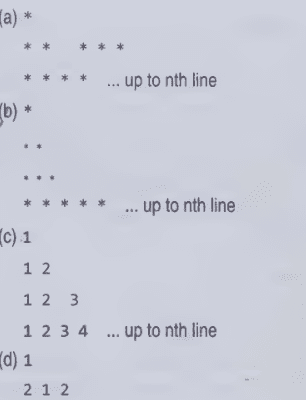 (a) *
* * * * *
* * * * ... up to nth line
(b) *
* *
* * *
* * * * * ... up to nth line
(c) 1
1 2
1 2 3
1 2 3 4 ... up to nth line
(d) 1
2 1 2